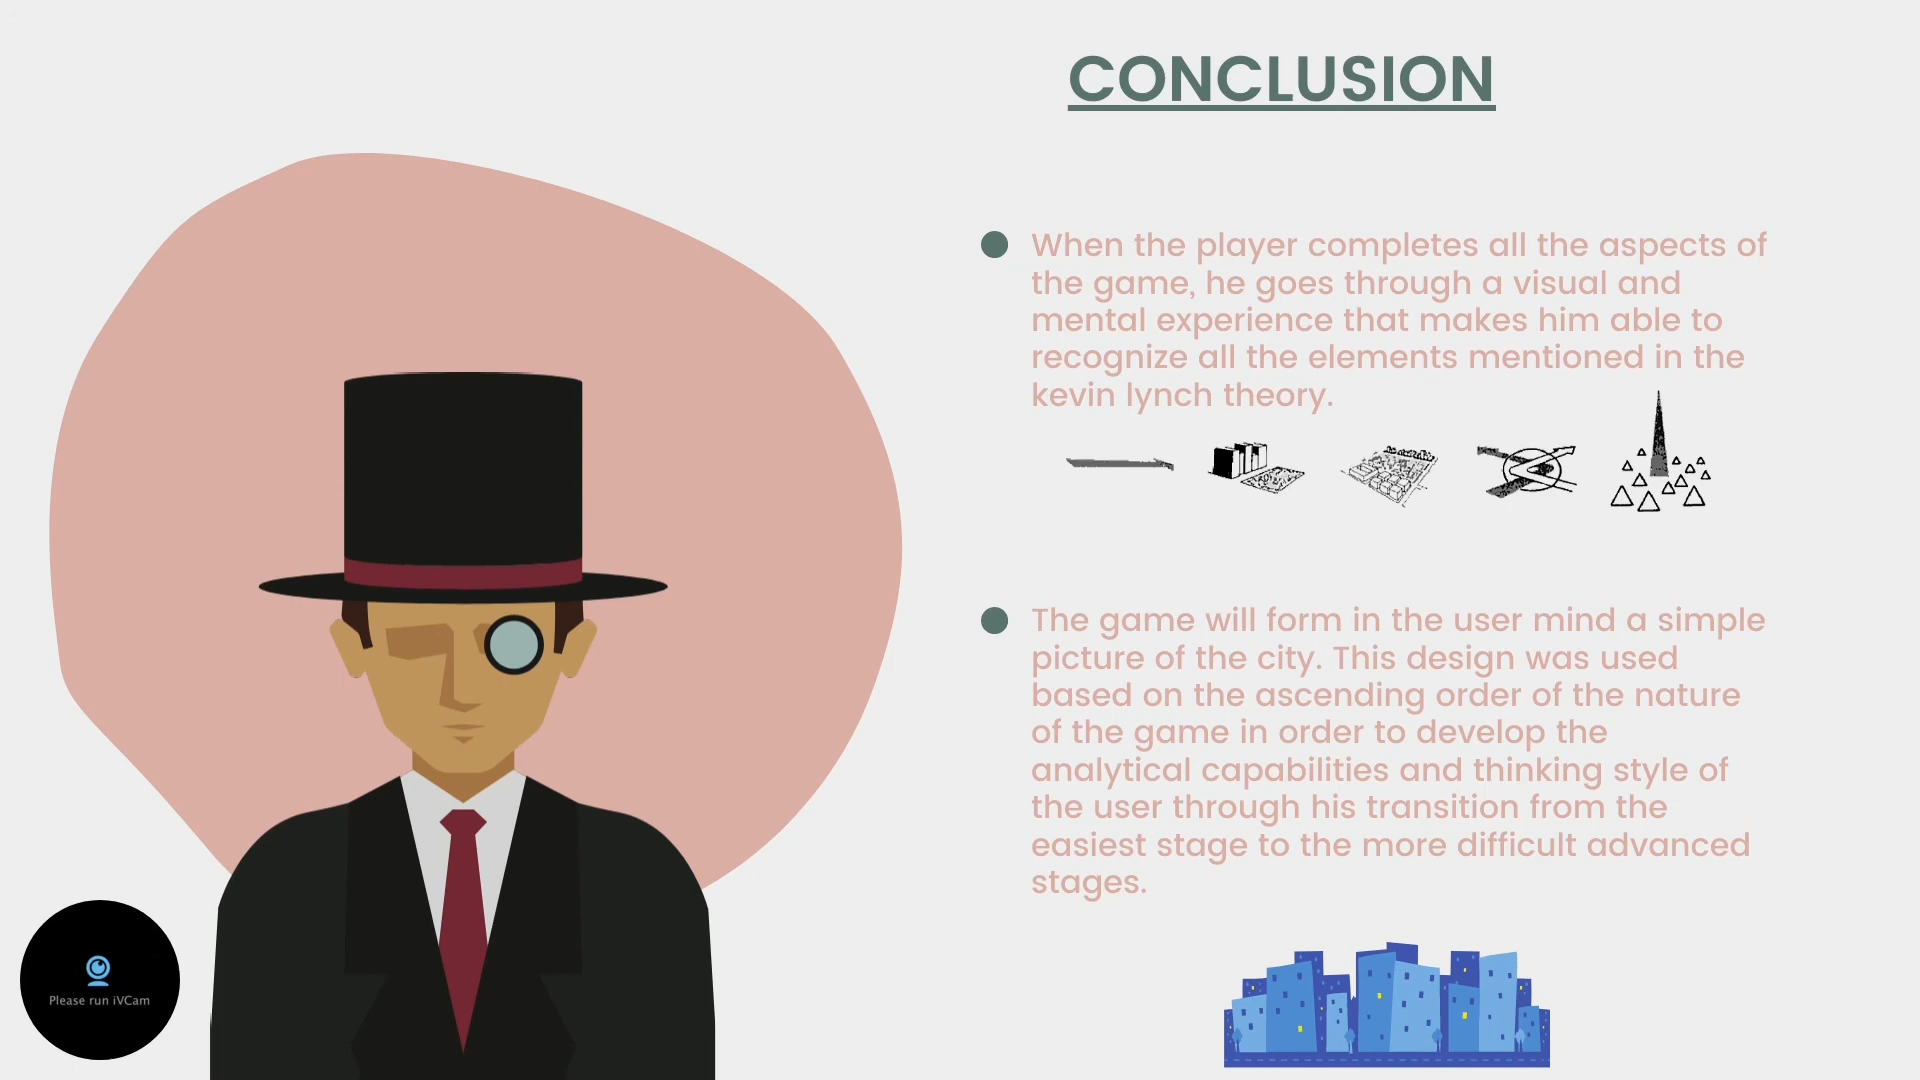 CONCLUSION
When the player completes all the aspects of
the game, he goes through a visual and
mental experience that makes him able to
recognize all the elements mentioned in the
kevin lynch theory.
The game will form in the user mind a simple
picture of the city. This design was used
based on the ascending order of the nature
of the game in order to develop the
analytical capabilities and thinking style of
the user through his transition from the
easiest stage to the more difficult advanced
stages.
Please run iVCam